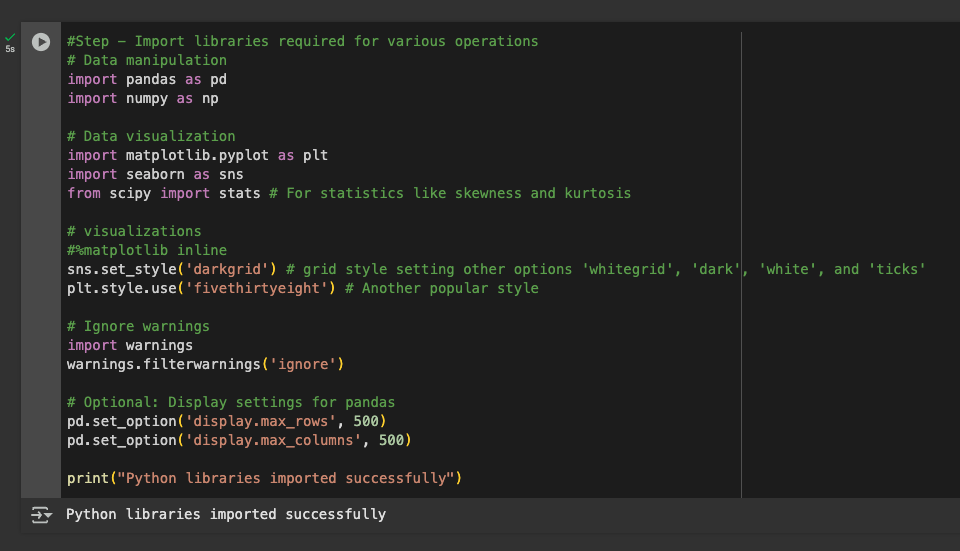 #Step – Import libraries required for various operations
# Data manipulation
import pandas as pd
import numpy as np
# Data visualization
import matplotlib.pyplot as plt
import seaborn as sns
from scipy import stats # For statistics like skewness and kurtosis
# visualizations
#%matplotlib inline
sns.set_style('darkgrid') # grid style setting other options 'whitegrid', 'dark', 'white', and 'ticks'
plt.style.use('fivethirtyeight') # Another popular style
# Ignore warnings
import warnings
warnings.filterwarnings('ignore')
# Optional: Display settings for pandas
pd.set_option('display.max_rows', 500)
pd.set_option('display.max_columns', 500)
print("Python libraries imported successfully")
5s
Python libraries imported successfully